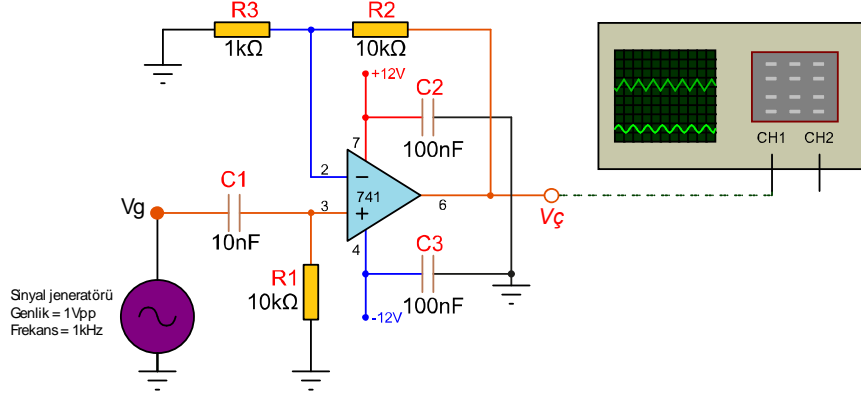 R3
1kΩ
R2
10kΩ
+12V
C2
100nF
7
2
741
6
3
4
C1
10nF
Vg
R1
10kΩ
C3
100nF
-12V
Vç
CH1
CH2
Sinyal jeneratörü
Genlik = 1Vpp
Frekans = 1kHz